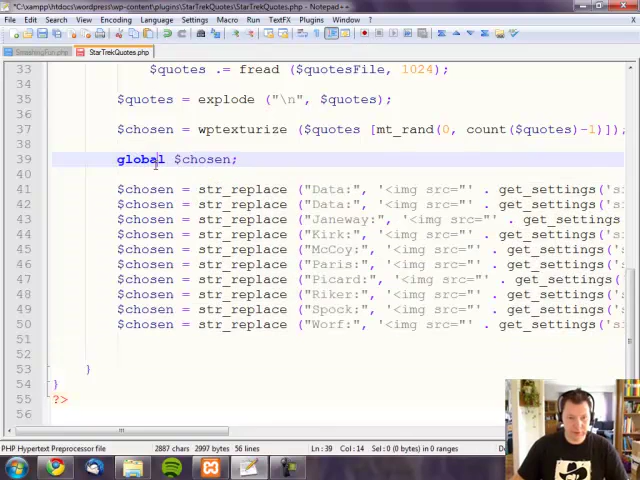 *C:\xampp\htdocs\wordpress\wp-content\plugins\StarTrekQuotes\StarTrekQuotes.php - Notepad++
File Edit Search View Encoding Language Settings Macro Run TextFX Plugins Window ?
StarTrekQuotes.php
33 $quotes .= fread ($quotesFile, 1024);
34
35 $quotes = explode ("\n", $quotes);
36
37 $chosen = wptexturize ($quotes [mt_rand(0, count($quotes)-1)]);
38
39 global $chosen;
40
41 $chosen = str_replace ("Data:", '<img src="' . get_settings('s
42 $chosen = str_replace ("Data:", '<img src="' . get_settings('s
43 $chosen = str_replace ("Janeway:", '<img src="' . get_settings
44 $chosen = str_replace ("Kirk:", '<img src="' . get_settings('s
45 $chosen = str_replace ("McCoy:", '<img src="' . get_settings('
46 $chosen = str_replace ("Paris:", '<img src="' . get_settings('
47 $chosen = str_replace ("Picard:", '<img src="' . get_settings(
48 $chosen = str_replace ("Riker:", '<img src="' . get_settings('
49 $chosen = str_replace ("Spock:", '<img src="' . get_settings('
50 $chosen = str_replace ("Worf:", '<img src="' . get_settings('s
51
52
53 }
54 }
55 ?>
56
PHP Hypertext Preprocessor file 2887 chars 2997 bytes 56 lines Ln : 39 Col : 14 Sel : 0 (0 bytes) in 0 ranges